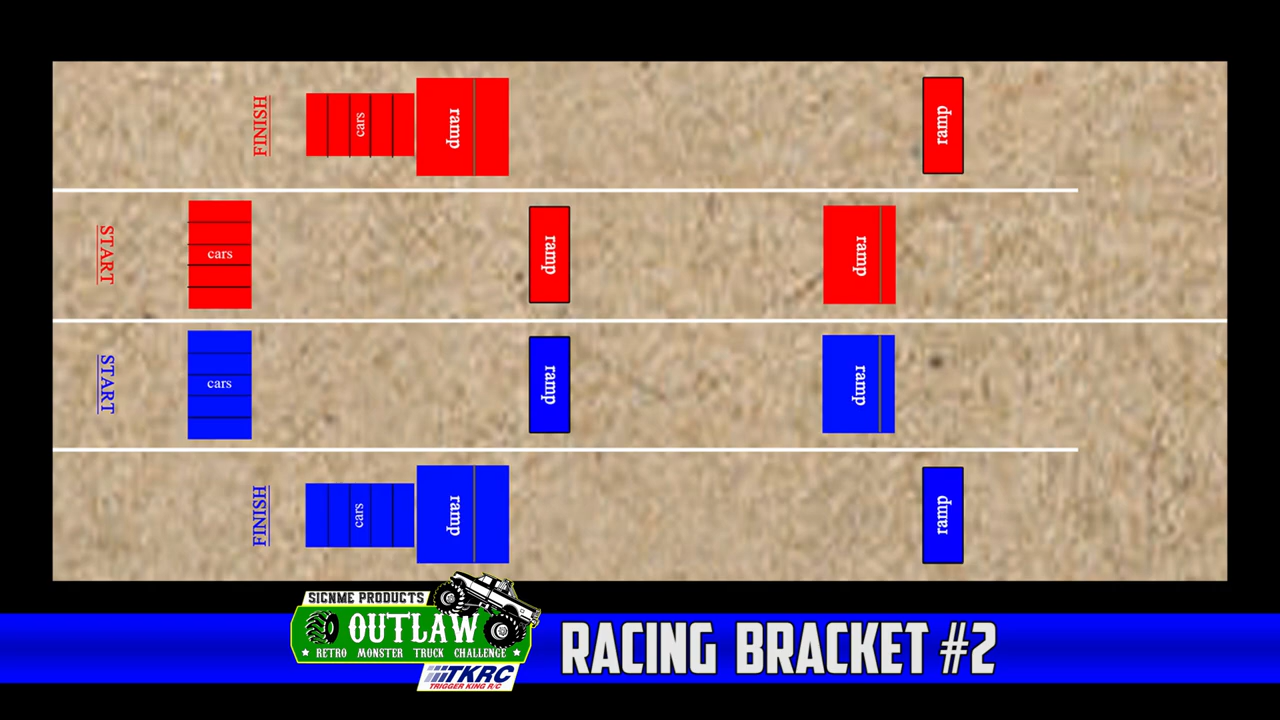 FINISH
cars
ramp
ramp
START
cars
ramp
ramp
START
cars
ramp
ramp
FINISH
cars
ramp
ramp
SIGNME PRODUCTS
OUTLAW
★ RETRO MONSTER TRUCK CHALLENGE ★
TKRC
TRIGGER KING R/C
RACING BRACKET #2